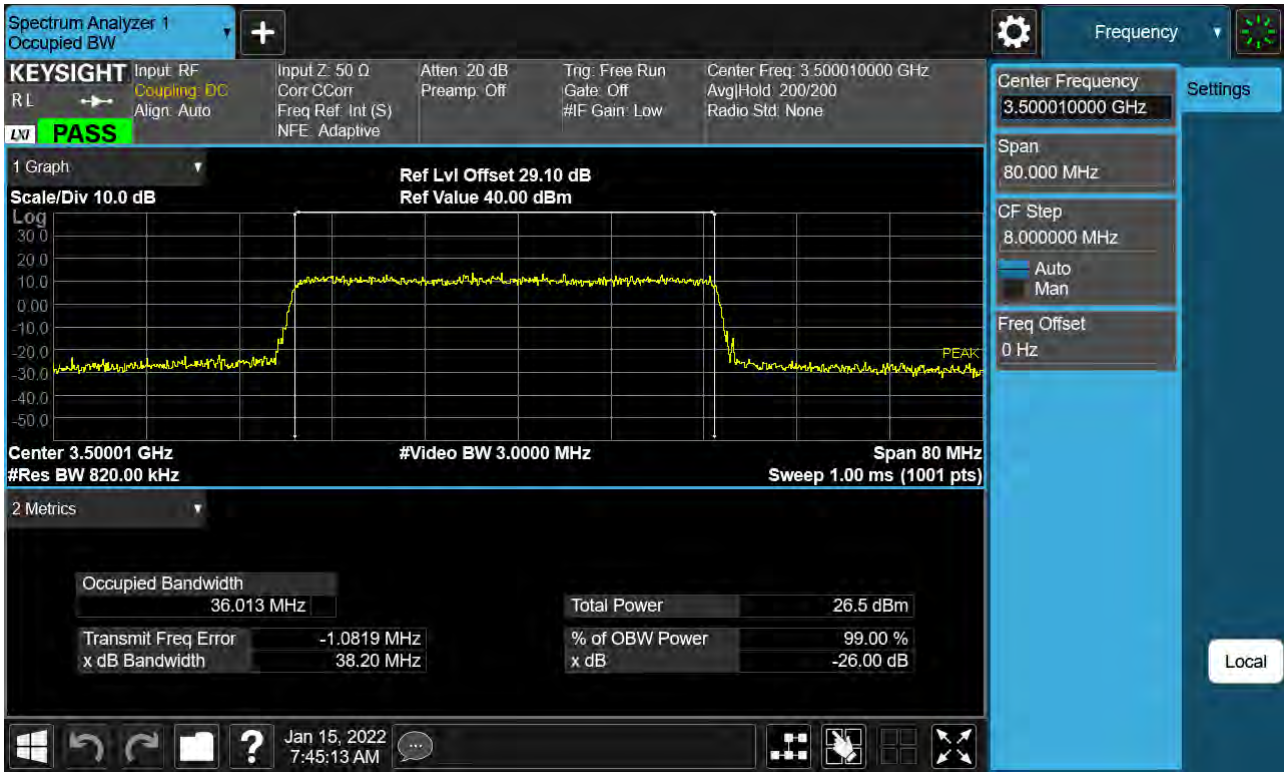 Spectrum Analyzer 1
Occupied BW
+
Frequency
KEYSIGHT
RL
LXI
PASS
Input: RF
Coupling: DC
Align: Auto
Input Z: 50 Ω
Corr CCorr
Freq Ref: Int (S)
NFE: Adaptive
Atten: 20 dB
Preamp: Off
Trig: Free Run
Gate: Off
#IF Gain: Low
Center Freq: 3.500010000 GHz
Avg|Hold: 200/200
Radio Std: None
Center Frequency
3.500010000 GHz
Settings
Span
80.000 MHz
CF Step
8.000000 MHz
Auto
Man
Freq Offset
0 Hz
Local
1 Graph
Scale/Div 10.0 dB
Ref Lvl Offset 29.10 dB
Ref Value 40.00 dBm
Log
30.0
20.0
10.0
0.00
-10.0
-20.0
-30.0
-40.0
-50.0
PEAK
Center 3.50001 GHz
#Res BW 820.00 kHz
#Video BW 3.0000 MHz
Span 80 MHz
Sweep 1.00 ms (1001 pts)
2 Metrics
Occupied Bandwidth
36.013 MHz
Total Power 26.5 dBm
Transmit Freq Error -1.0819 MHz
% of OBW Power 99.00 %
x dB Bandwidth 38.20 MHz
x dB -26.00 dB
?
Jan 15, 2022
7:45:13 AM